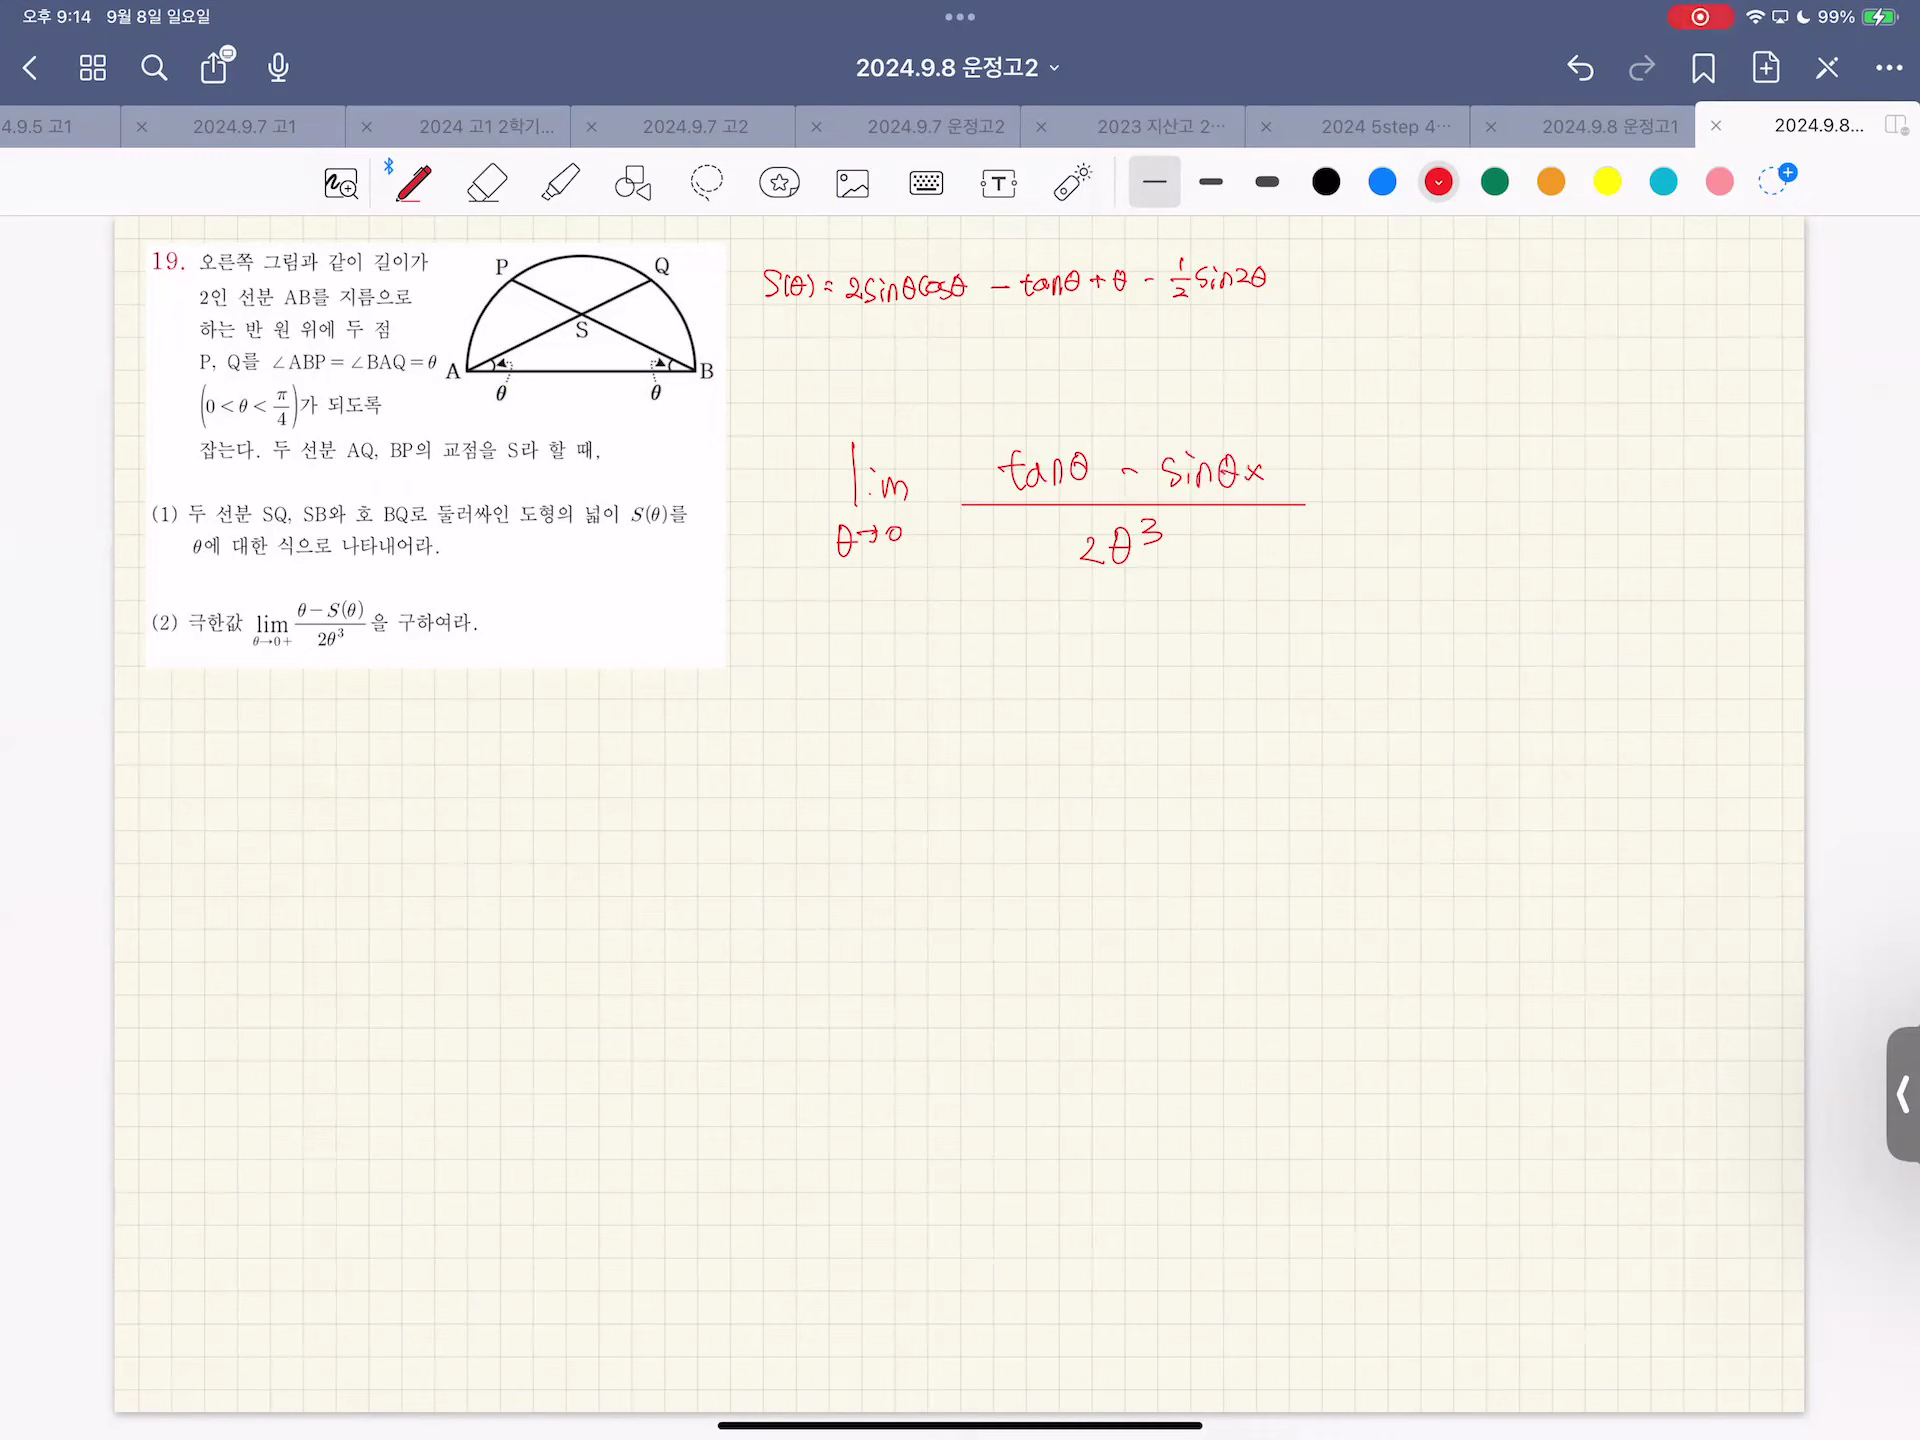 오후 9:14 9월 8일 일요일
99%
2024.9.8 운정고2
4.9.5 고1
2024.9.7 고1
2024 고1 2학기...
2024.9.7 고2
2024.9.7 운정고2
2023 지산고 2...
2024 5step 4...
2024.9.8 운정고1
2024.9.8...
19. 오른쪽 그림과 같이 길이가
2인 선분 AB를 지름으로
하는 반 원 위에 두 점
P, Q를 ∠ABP=∠BAQ=θ
(0<θ<π/4)가 되도록
잡는다. 두 선분 AQ, BP의 교점을 S라 할 때,
P Q
S
A B
θ θ
(1) 두 선분 SQ, SB와 호 BQ로 둘러싸인 도형의 넓이 S(θ)를
θ에 대한 식으로 나타내어라.
(2) 극한값 lim θ→0+ (θ-S(θ))/(2θ³)을 구하여라.
S(θ) = 2sinθcosθ - tanθ + θ - 1/2 sin2θ
lim θ→0 (tanθ - sinθx)/(2θ³)